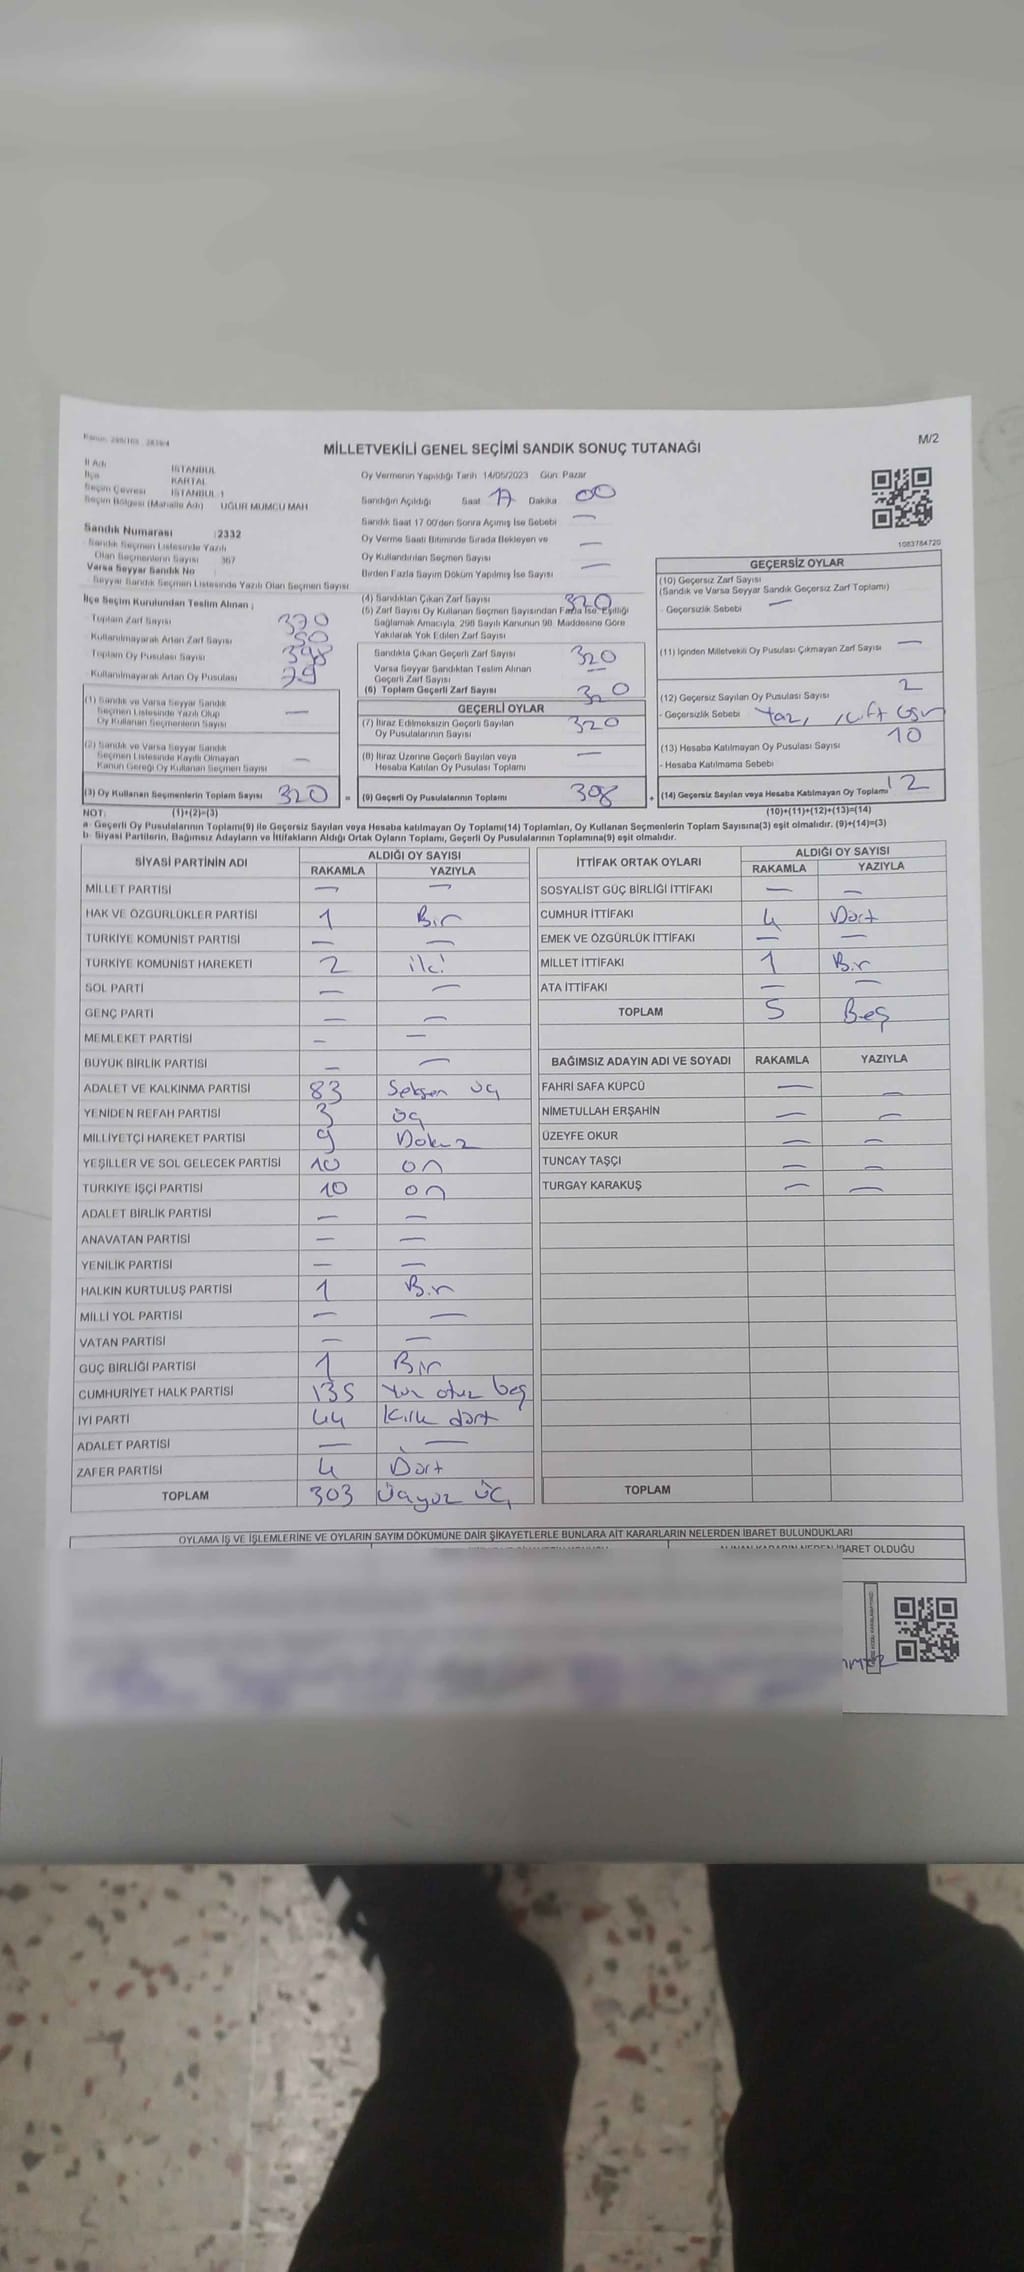 MİLLETVEKİLİ GENEL SEÇİMİ SANDIK SONUÇ TUTANAĞI
M/2
İl Adı İSTANBUL
İlçe KARTAL
Seçim Çevresi İSTANBUL 1
Seçim Bölgesi (Mahalle Adı) UĞUR MUMCU MAH
Sandık Numarası :2332
Sandık Seçmen Listesinde Yazılı
Olan Seçmenlerin Sayısı 367
Varsa Seyyar Sandık No
Seyyar Sandık Seçmen Listesinde Yazılı Olan Seçmen Sayısı
Oy Vermenin Yapıldığı Tarih 14/05/2023 Gün: Pazar
Sandığın Açıldığı Saat 17 Dakika 00
Sandık Saat 17 00'den Sonra Açımış İse Sebebi —
Oy Verme Saati Bitiminde Sırada Bekleyen ve
Oy Kullandırılan Seçmen Sayısı —
Birden Fazla Sayım Döküm Yapılmış İse Sayısı —
1083784720
İlçe Seçim Kurulundan Teslim Alınan ;
- Toplam Zarf Sayısı 370
- Kullanılmayarak Artan Zarf Sayısı 50
- Toplam Oy Pusulası Sayısı 398
- Kullanılmayarak Artan Oy Pusulası 79
(1) Sandık ve Varsa Seyyar Sandık
Seçmen Listesinde Yazılı Olup
Oy Kullanan Seçmenlerin Sayısı —
(2) Sandık ve Varsa Seyyar Sandık
Seçmen Listesinde Kayıtlı Olmayan
Kanun Gereği Oy Kullanan Seçmen Sayısı —
(3) Oy Kullanan Seçmenlerin Toplam Sayısı 320 =
(4) Sandıktan Çıkan Zarf Sayısı 320
(5) Zarf Sayısı Oy Kullanan Seçmen Sayısından Fazla İse, Eşitliği
Sağlamak Amacıyla, 298 Sayılı Kanunun 98. Maddesine Göre
Yakılarak Yok Edilen Zarf Sayısı
Sandıkta Çıkan Geçerli Zarf Sayısı 320
Varsa Seyyar Sandıktan Teslim Alınan
Geçerli Zarf Sayısı —
(6) Toplam Geçerli Zarf Sayısı 320
GEÇERLİ OYLAR
(7) İtiraz Edilmeksizin Geçerli Sayılan
Oy Pusulalarının Sayısı 320
(8) İtiraz Üzerine Geçerli Sayılan veya
Hesaba Katılan Oy Pusulası Toplamı —
(9) Geçerli Oy Pusulalarının Toplamı 308 +
GEÇERSİZ OYLAR
(10) Geçersiz Zarf Sayısı
(Sandık ve Varsa Seyyar Sandık Geçersiz Zarf Toplamı)
- Geçersizlik Sebebi —
(11) İçinden Milletvekili Oy Pusulası Çıkmayan Zarf Sayısı —
(12) Geçersiz Sayılan Oy Pusulası Sayısı 2
- Geçersizlik Sebebi
(13) Hesaba Katılmayan Oy Pusulası Sayısı 10
- Hesaba Katılmama Sebebi
(14) Geçersiz Sayılan veya Hesaba Katılmayan Oy Toplamı 12
NOT: (1)+(2)=(3) (10)+(11)+(12)+(13)=(14)
a- Geçerli Oy Pusulalarının Toplamı(9) ile Geçersiz Sayılan veya Hesaba katılmayan Oy Toplamı(14) Toplamları, Oy Kullanan Seçmenlerin Toplam Sayısına(3) eşit olmalıdır. (9)+(14)=(3)
b- Siyasi Partilerin, Bağımsız Adayların ve İttifakların Aldığı Ortak Oyların Toplamı, Geçerli Oy Pusulalarının Toplamına(9) eşit olmalıdır.
SİYASİ PARTİNİN ADI ALDIĞI OY SAYISI
RAKAMLA YAZIYLA
MİLLET PARTİSİ — —
HAK VE ÖZGÜRLÜKLER PARTİSİ 1 Bir
TÜRKİYE KOMÜNİST PARTİSİ — —
TÜRKİYE KOMÜNİST HAREKETİ 2 iki
SOL PARTİ — —
GENÇ PARTİ — —
MEMLEKET PARTİSİ — —
BÜYÜK BİRLİK PARTİSİ — —
ADALET VE KALKINMA PARTİSİ 83 Seksen üç
YENİDEN REFAH PARTİSİ 3 üç
MİLLİYETÇİ HAREKET PARTİSİ 9 Dokuz
YEŞİLLER VE SOL GELECEK PARTİSİ 10 on
TÜRKİYE İŞÇİ PARTİSİ 10 on
ADALET BİRLİK PARTİSİ — —
ANAVATAN PARTİSİ — —
YENİLİK PARTİSİ — —
HALKIN KURTULUŞ PARTİSİ 1 Bir
MİLLİ YOL PARTİSİ — —
VATAN PARTİSİ — —
GÜÇ BİRLİĞİ PARTİSİ 1 Bir
CUMHURİYET HALK PARTİSİ 135 Yüz otuz beş
İYİ PARTİ 44 Kırk dört
ADALET PARTİSİ — —
ZAFER PARTİSİ 4 Dört
TOPLAM 303 Üçyüz Üç
İTTİFAK ORTAK OYLARI ALDIĞI OY SAYISI
RAKAMLA YAZIYLA
SOSYALİST GÜÇ BİRLİĞİ İTTİFAKI — —
CUMHUR İTTİFAKI 4 Dört
EMEK VE ÖZGÜRLÜK İTTİFAKI — —
MİLLET İTTİFAKI 1 Bir
ATA İTTİFAKI — —
TOPLAM 5 Beş
BAĞIMSIZ ADAYIN ADI VE SOYADI RAKAMLA YAZIYLA
FAHRİ SAFA KÜPCÜ — —
NİMETULLAH ERŞAHİN — —
ÜZEYFE OKUR — —
TUNCAY TAŞÇI — —
TURGAY KARAKUŞ — —
TOPLAM
OYLAMA İŞ VE İŞLEMLERİNE VE OYLARIN SAYIM DÖKÜMÜNE DAİR ŞİKAYETLERLE BUNLARA AİT KARARLARIN NELERDEN İBARET BULUNDUKLARI
ALINAN KARARIN NEDEN İBARET OLDUĞU